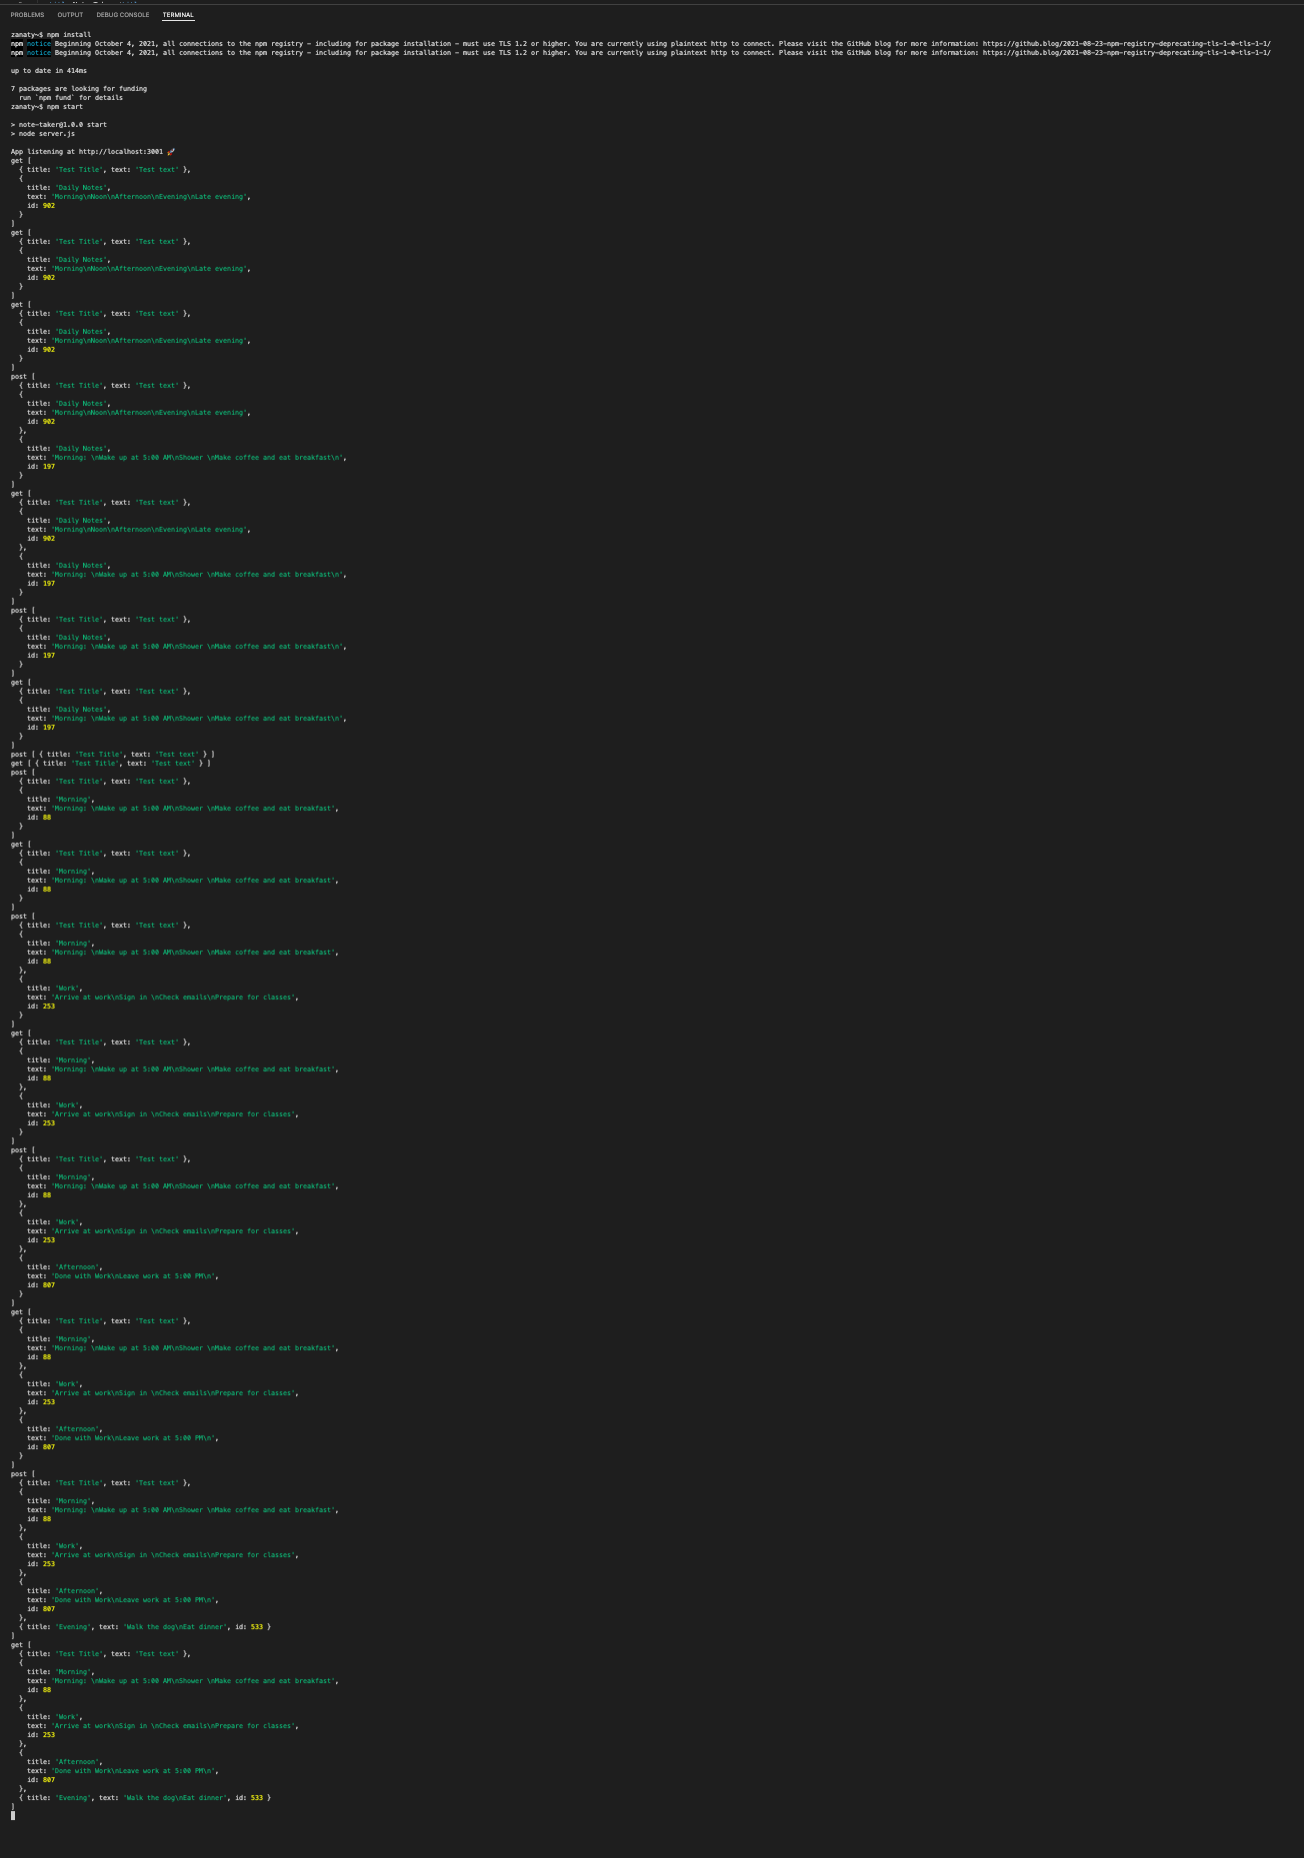 PROBLEMS OUTPUT DEBUG CONSOLE TERMINAL
zanaty~$ npm install
npm notice Beginning October 4, 2021, all connections to the npm registry - including for package installation - must use TLS 1.2 or higher. You are currently using plaintext http to connect. Please visit the GitHub blog for more information: https://github.blog/2021-08-23-npm-registry-deprecating-tls-1-0-tls-1-1/
npm notice Beginning October 4, 2021, all connections to the npm registry - including for package installation - must use TLS 1.2 or higher. You are currently using plaintext http to connect. Please visit the GitHub blog for more information: https://github.blog/2021-08-23-npm-registry-deprecating-tls-1-0-tls-1-1/
up to date in 414ms
7 packages are looking for funding
  run `npm fund` for details
zanaty~$ npm start
> note-taker@1.0.0 start
> node server.js
App listening at http://localhost:3001 🚀
get [
  { title: 'Test Title', text: 'Test text' },
  {
    title: 'Daily Notes',
    text: 'Morning\nNoon\nAfternoon\nEvening\nLate evening',
    id: 902
  }
]
get [
  { title: 'Test Title', text: 'Test text' },
  {
    title: 'Daily Notes',
    text: 'Morning\nNoon\nAfternoon\nEvening\nLate evening',
    id: 902
  }
]
get [
  { title: 'Test Title', text: 'Test text' },
  {
    title: 'Daily Notes',
    text: 'Morning\nNoon\nAfternoon\nEvening\nLate evening',
    id: 902
  }
]
post [
  { title: 'Test Title', text: 'Test text' },
  {
    title: 'Daily Notes',
    text: 'Morning\nNoon\nAfternoon\nEvening\nLate evening',
    id: 902
  },
  {
    title: 'Daily Notes',
    text: 'Morning: \nWake up at 5:00 AM\nShower \nMake coffee and eat breakfast\n',
    id: 197
  }
]
get [
  { title: 'Test Title', text: 'Test text' },
  {
    title: 'Daily Notes',
    text: 'Morning\nNoon\nAfternoon\nEvening\nLate evening',
    id: 902
  },
  {
    title: 'Daily Notes',
    text: 'Morning: \nWake up at 5:00 AM\nShower \nMake coffee and eat breakfast\n',
    id: 197
  }
]
post [
  { title: 'Test Title', text: 'Test text' },
  {
    title: 'Daily Notes',
    text: 'Morning: \nWake up at 5:00 AM\nShower \nMake coffee and eat breakfast\n',
    id: 197
  }
]
get [
  { title: 'Test Title', text: 'Test text' },
  {
    title: 'Daily Notes',
    text: 'Morning: \nWake up at 5:00 AM\nShower \nMake coffee and eat breakfast\n',
    id: 197
  }
]
post [ { title: 'Test Title', text: 'Test text' } ]
get [ { title: 'Test Title', text: 'Test text' } ]
post [
  { title: 'Test Title', text: 'Test text' },
  {
    title: 'Morning',
    text: 'Morning: \nWake up at 5:00 AM\nShower \nMake coffee and eat breakfast',
    id: 88
  }
]
get [
  { title: 'Test Title', text: 'Test text' },
  {
    title: 'Morning',
    text: 'Morning: \nWake up at 5:00 AM\nShower \nMake coffee and eat breakfast',
    id: 88
  }
]
post [
  { title: 'Test Title', text: 'Test text' },
  {
    title: 'Morning',
    text: 'Morning: \nWake up at 5:00 AM\nShower \nMake coffee and eat breakfast',
    id: 88
  },
  {
    title: 'Work',
    text: 'Arrive at work\nSign in \nCheck emails\nPrepare for classes',
    id: 253
  }
]
get [
  { title: 'Test Title', text: 'Test text' },
  {
    title: 'Morning',
    text: 'Morning: \nWake up at 5:00 AM\nShower \nMake coffee and eat breakfast',
    id: 88
  },
  {
    title: 'Work',
    text: 'Arrive at work\nSign in \nCheck emails\nPrepare for classes',
    id: 253
  }
]
post [
  { title: 'Test Title', text: 'Test text' },
  {
    title: 'Morning',
    text: 'Morning: \nWake up at 5:00 AM\nShower \nMake coffee and eat breakfast',
    id: 88
  },
  {
    title: 'Work',
    text: 'Arrive at work\nSign in \nCheck emails\nPrepare for classes',
    id: 253
  },
  {
    title: 'Afternoon',
    text: 'Done with Work\nLeave work at 5:00 PM\n',
    id: 807
  }
]
get [
  { title: 'Test Title', text: 'Test text' },
  {
    title: 'Morning',
    text: 'Morning: \nWake up at 5:00 AM\nShower \nMake coffee and eat breakfast',
    id: 88
  },
  {
    title: 'Work',
    text: 'Arrive at work\nSign in \nCheck emails\nPrepare for classes',
    id: 253
  },
  {
    title: 'Afternoon',
    text: 'Done with Work\nLeave work at 5:00 PM\n',
    id: 807
  }
]
post [
  { title: 'Test Title', text: 'Test text' },
  {
    title: 'Morning',
    text: 'Morning: \nWake up at 5:00 AM\nShower \nMake coffee and eat breakfast',
    id: 88
  },
  {
    title: 'Work',
    text: 'Arrive at work\nSign in \nCheck emails\nPrepare for classes',
    id: 253
  },
  {
    title: 'Afternoon',
    text: 'Done with Work\nLeave work at 5:00 PM\n',
    id: 807
  },
  { title: 'Evening', text: 'Walk the dog\nEat dinner', id: 533 }
]
get [
  { title: 'Test Title', text: 'Test text' },
  {
    title: 'Morning',
    text: 'Morning: \nWake up at 5:00 AM\nShower \nMake coffee and eat breakfast',
    id: 88
  },
  {
    title: 'Work',
    text: 'Arrive at work\nSign in \nCheck emails\nPrepare for classes',
    id: 253
  },
  {
    title: 'Afternoon',
    text: 'Done with Work\nLeave work at 5:00 PM\n',
    id: 807
  },
  { title: 'Evening', text: 'Walk the dog\nEat dinner', id: 533 }
]